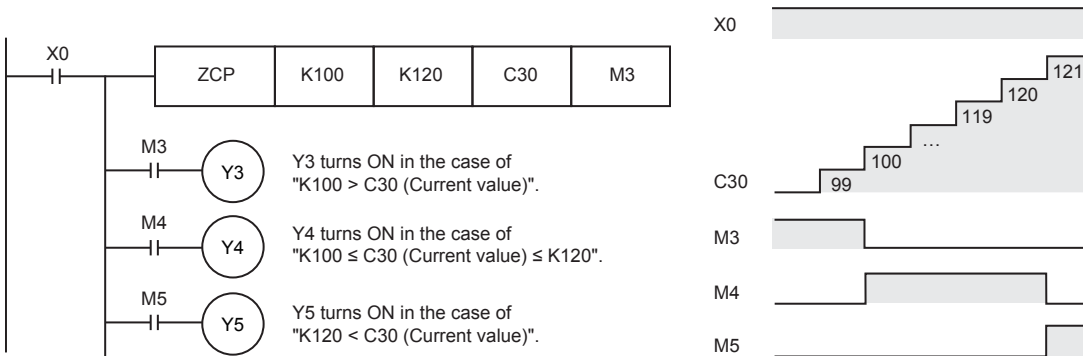 X0
ZCP K100 K120 C30 M3
M3
Y3
Y3 turns ON in the case of
"K100 > C30 (Current value)".
M4
Y4
Y4 turns ON in the case of
"K100 ≤ C30 (Current value) ≤ K120".
M5
Y5
Y5 turns ON in the case of
"K120 < C30 (Current value)".
X0
121
120
119
…
100
99
C30
M3
M4
M5